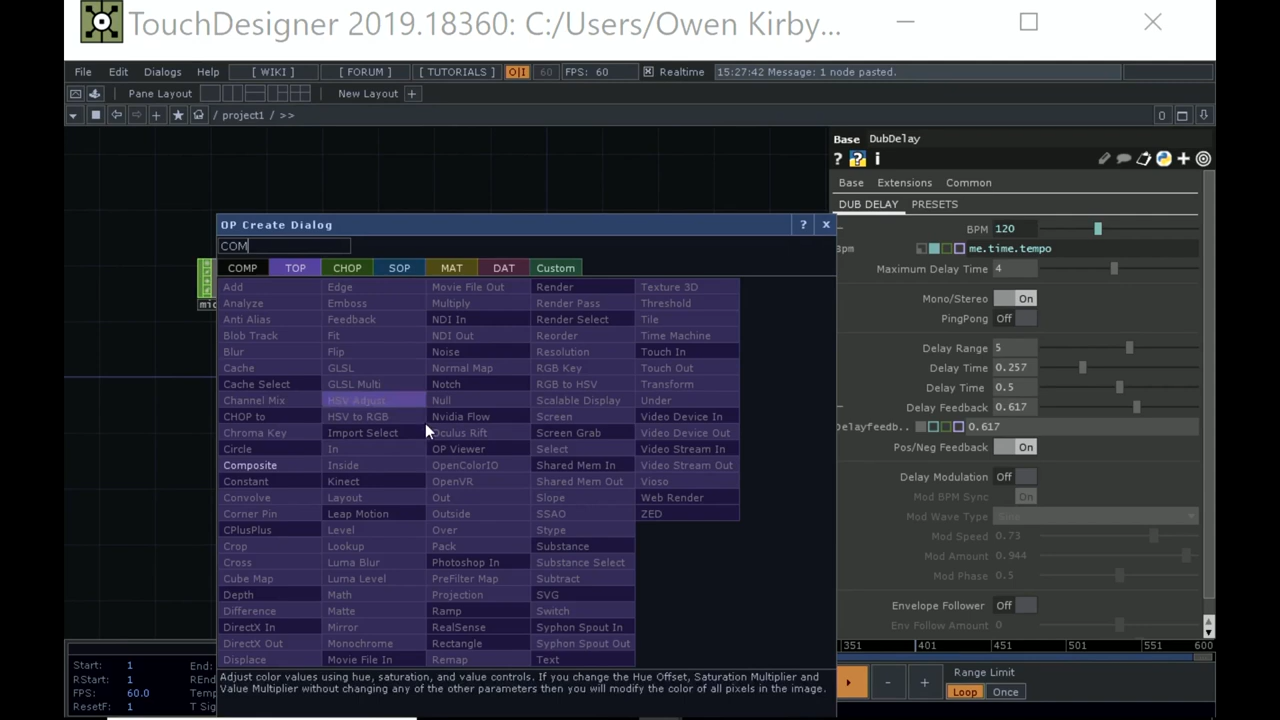 TouchDesigner 2019.18360: C:/Users/Owen Kirby...
File Edit Dialogs Help [ WIKI ] [ FORUM ] [ TUTORIALS ] O|I 60 FPS: 60 Realtime 15:27:42 Message: 1 node pasted.
Pane Layout New Layout +
/ project1 / >> 0
Base DubDelay
? ? i
Base Extensions Common
DUB DELAY PRESETS
OP Create Dialog ? x
COM
COMP TOP CHOP SOP MAT DAT Custom
Add Edge Movie File Out Render Texture 3D
Analyze Emboss Multiply Render Pass Threshold
Anti Alias Feedback NDI In Render Select Tile
Blob Track Fit NDI Out Reorder Time Machine
Blur Flip Noise Resolution Touch In
Cache GLSL Normal Map RGB Key Touch Out
Cache Select GLSL Multi Notch RGB to HSV Transform
Channel Mix HSV Adjust Null Scalable Display Under
CHOP to HSV to RGB Nvidia Flow Screen Video Device In
Chroma Key Import Select Oculus Rift Screen Grab Video Device Out
Circle In OP Viewer Select Video Stream In
Composite Inside OpenColorIO Shared Mem In Video Stream Out
Constant Kinect OpenVR Shared Mem Out Vioso
Convolve Layout Out Slope Web Render
Corner Pin Leap Motion Outside SSAO ZED
CPlusPlus Level Over Stype
Crop Lookup Pack Substance
Cross Luma Blur Photoshop In Substance Select
Cube Map Luma Level PreFilter Map Subtract
Depth Math Projection SVG
Difference Matte Ramp Switch
DirectX In Mirror RealSense Syphon Spout In
DirectX Out Monochrome Rectangle Syphon Spout Out
Displace Movie File In Remap Text
Adjust color values using hue, saturation, and value controls. If you change the Hue Offset, Saturation Multiplier and
Value Multiplier without changing any of the other parameters then you will modify the color of all pixels in the image.
BPM 120
me.time.tempo
Maximum Delay Time 4
Mono/Stereo On
PingPong Off
Delay Range 5
Delay Time 0.257
Delay Time 0.5
Delay Feedback 0.617
Delayfeedb.. 0.617
Pos/Neg Feedback On
Delay Modulation Off
Mod BPM Sync On
Mod Wave Type
Mod Speed 0.73
Mod Amount 0.944
Mod Phase 0.5
Envelope Follower Off
Env Follow Amount 0
351 401 451 501 551 600
Start: 1 End:
RStart: 1
FPS: 60.0
ResetF: 1 T Sig
- + Range Limit
Loop Once